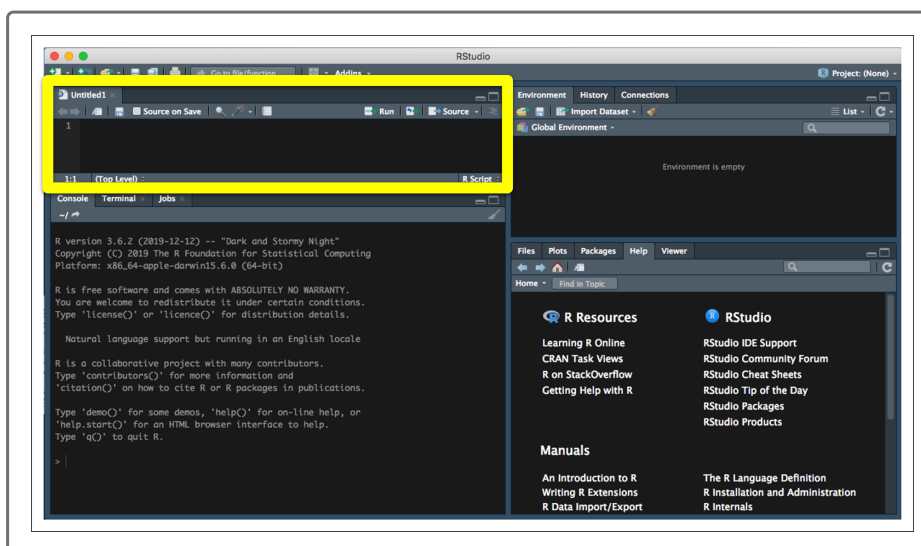 RStudio
Go to file/function
Addins
Project: (None)
Untitled1
Source on Save
Run
Source
1
1:1 (Top Level)
R Script
Console Terminal Jobs
~/
R version 3.6.2 (2019-12-12) -- "Dark and Stormy Night"
Copyright (C) 2019 The R Foundation for Statistical Computing
Platform: x86_64-apple-darwin15.6.0 (64-bit)
R is free software and comes with ABSOLUTELY NO WARRANTY.
You are welcome to redistribute it under certain conditions.
Type 'license()' or 'licence()' for distribution details.
Natural language support but running in an English locale
R is a collaborative project with many contributors.
Type 'contributors()' for more information and
'citation()' on how to cite R or R packages in publications.
Type 'demo()' for some demos, 'help()' for on-line help, or
'help.start()' for an HTML browser interface to help.
Type 'q()' to quit R.
>
Environment History Connections
Import Dataset
List
Global Environment
Environment is empty
Files Plots Packages Help Viewer
Home Find in Topic
R Resources
Learning R Online
CRAN Task Views
R on StackOverflow
Getting Help with R
RStudio
RStudio IDE Support
RStudio Community Forum
RStudio Cheat Sheets
RStudio Tip of the Day
RStudio Packages
RStudio Products
Manuals
An Introduction to R
Writing R Extensions
R Data Import/Export
The R Language Definition
R Installation and Administration
R Internals